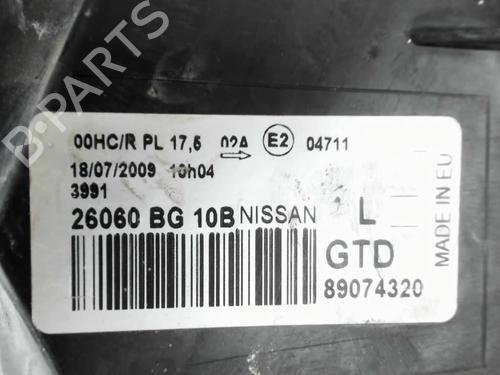 B-PARTS
00HC/R PL 17,5 02A E2 04711
18/07/2009 10h04
3991
26060 BG 10B NISSAN L
GTD
89074320
MADE IN EU